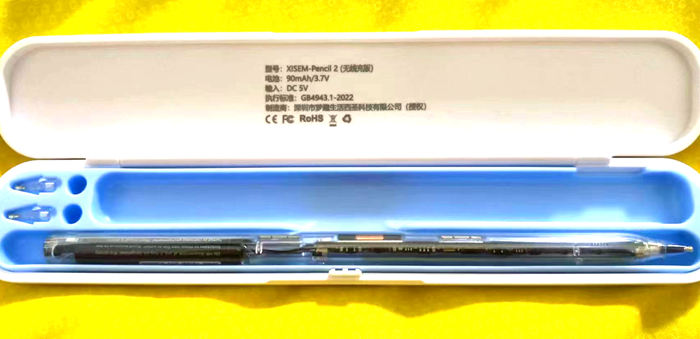 型号：XISEM-Pencil 2 (无线充版)
电池：90mAh/3.7V
输入：DC 5V
执行标准：GB4943.1-2022
制造商：深圳市梦趣生活西圣科技有限公司（授权）
CE FC RoHS